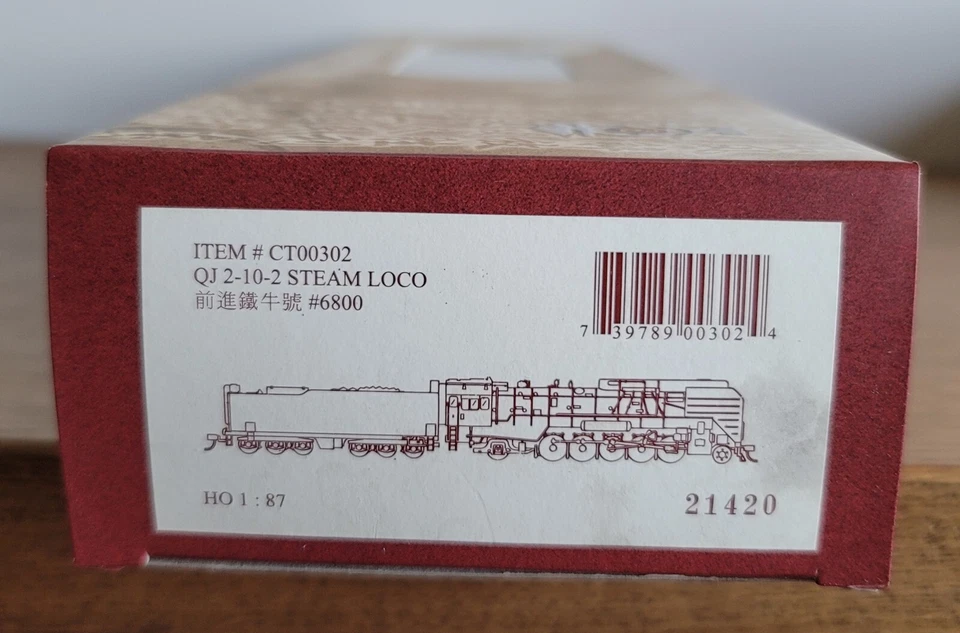 ITEM # CT00302
QJ 2-10-2 STEAM LOCO
前進鐵牛號 #6800
7 39789 00302 4
HO 1 : 87
21420